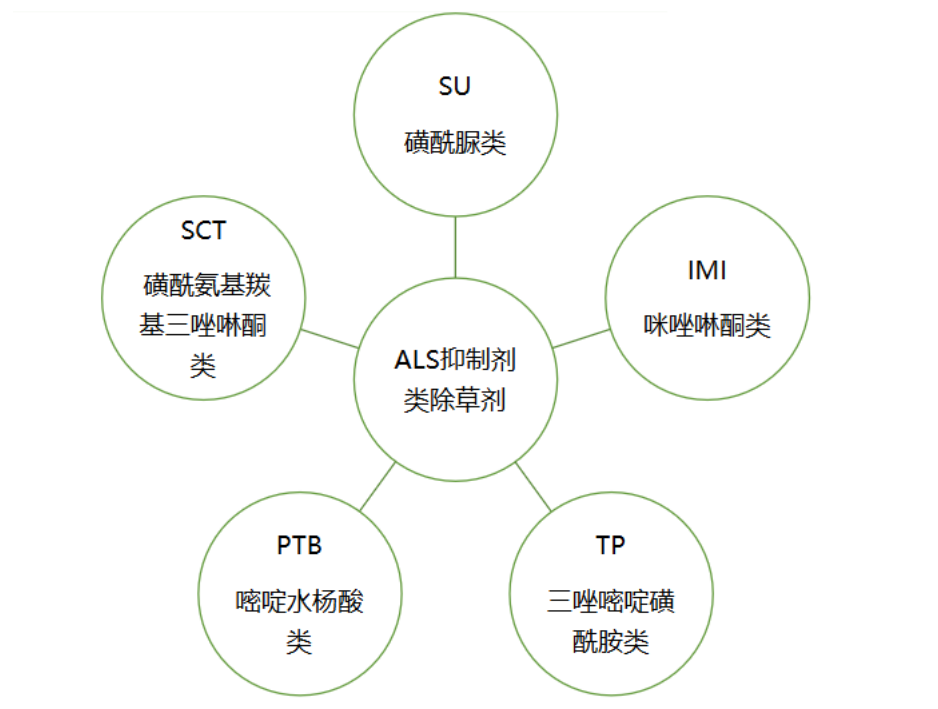 SU
磺酰脲类
SCT
磺酰氨基羰
基三唑啉酮
类
IMI
咪唑啉酮类
ALS抑制剂
类除草剂
PTB
嘧啶水杨酸
类
TP
三唑嘧啶磺
酰胺类